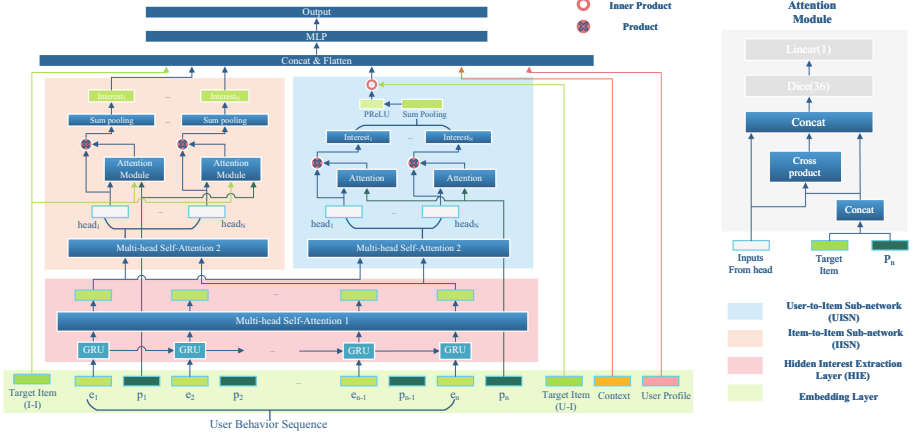 Output
MLP
Concat & Flatten
Inner Product
Product
Attention
Module
Linear(1)
Dice(36)
Concat
Cross
product
Concat
Inputs
From head
Target
Item
Pn
Interest1
...
InterestN
Sum pooling
...
Sum pooling
Attention
Module
Attention
Module
head1
...
headN
Multi-head Self-Attention 2
PReLU
Sum Pooling
Interest1
...
InterestN
Attention
Attention
head1
...
headN
Multi-head Self-Attention 2
...
Multi-head Self-Attention 1
GRU
GRU
...
GRU
GRU
...
Target Item
(I-I)
e1
p1
e2
p2
en-1
pn-1
en
pn
Target Item
(U-I)
Context
User Profile
User Behavior Sequence
User-to-Item Sub-network
(UISN)
Item-to-Item Sub-network
(IISN)
Hidden Interest Extraction
Layer (HIE)
Embedding Layer